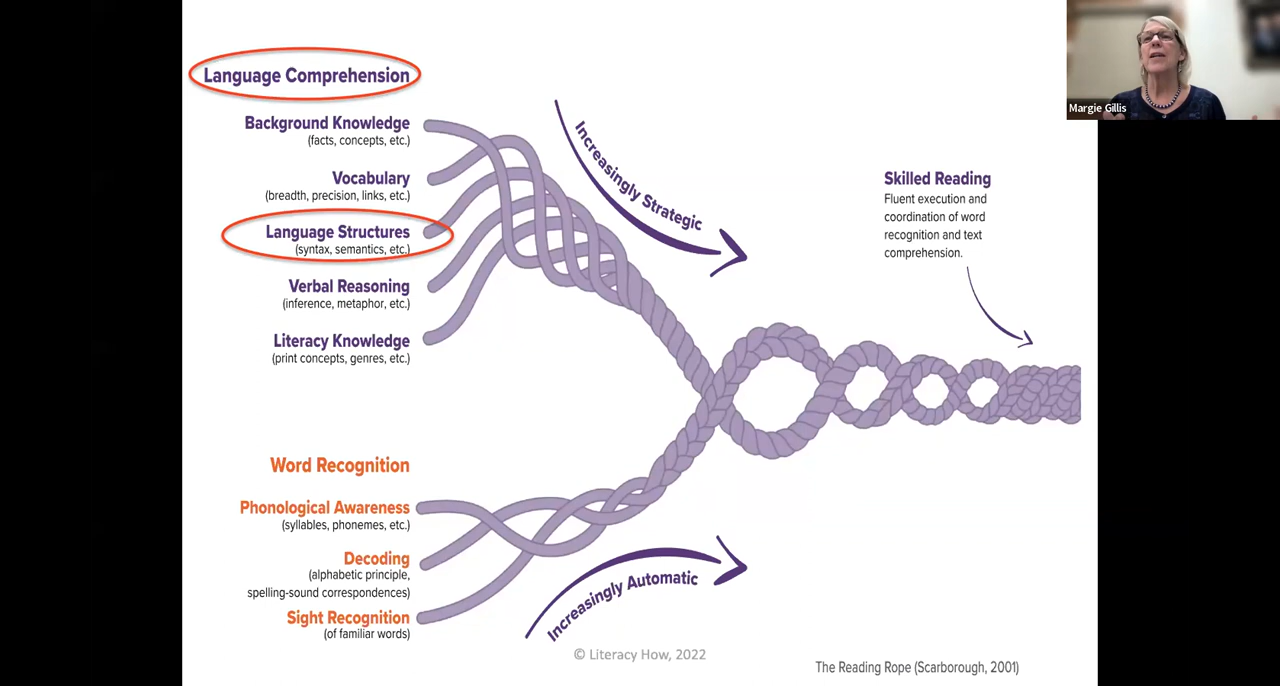 Language Comprehension
Background Knowledge
(facts, concepts, etc.)
Vocabulary
(breadth, precision, links, etc.)
Language Structures
(syntax, semantics, etc.)
Verbal Reasoning
(inference, metaphor, etc.)
Literacy Knowledge
(print concepts, genres, etc.)
Word Recognition
Phonological Awareness
(syllables, phonemes, etc.)
Decoding
(alphabetic principle,
spelling-sound correspondences)
Sight Recognition
(of familiar words)
Increasingly Strategic
Increasingly Automatic
Skilled Reading
Fluent execution and
coordination of word
recognition and text
comprehension.
Margie Gillis
© Literacy How, 2022
The Reading Rope (Scarborough, 2001)